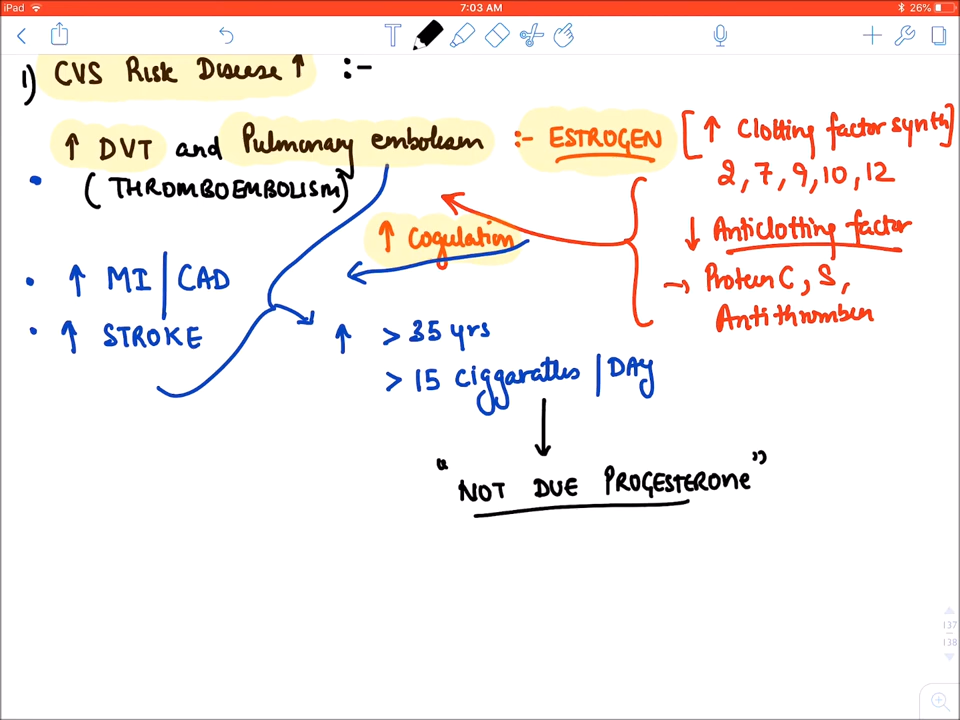 iPad 7:03 AM 26%
T
1) CVS Risk Disease ↑ :-
↑ DVT and Pulmonary embolism :- ESTROGEN [↑ Clotting factor synth]
(THROMBOEMBOLISM) 2, 7, 9, 10, 12
↑ Cogulation ↓ Anticlotting factor
• ↑ MI | CAD → Protein C, S,
Antithromben
• ↑ STROKE ↑ > 35 yrs
> 15 Ciggarattes | DAY
"NOT DUE PROGESTERONE"
137
138